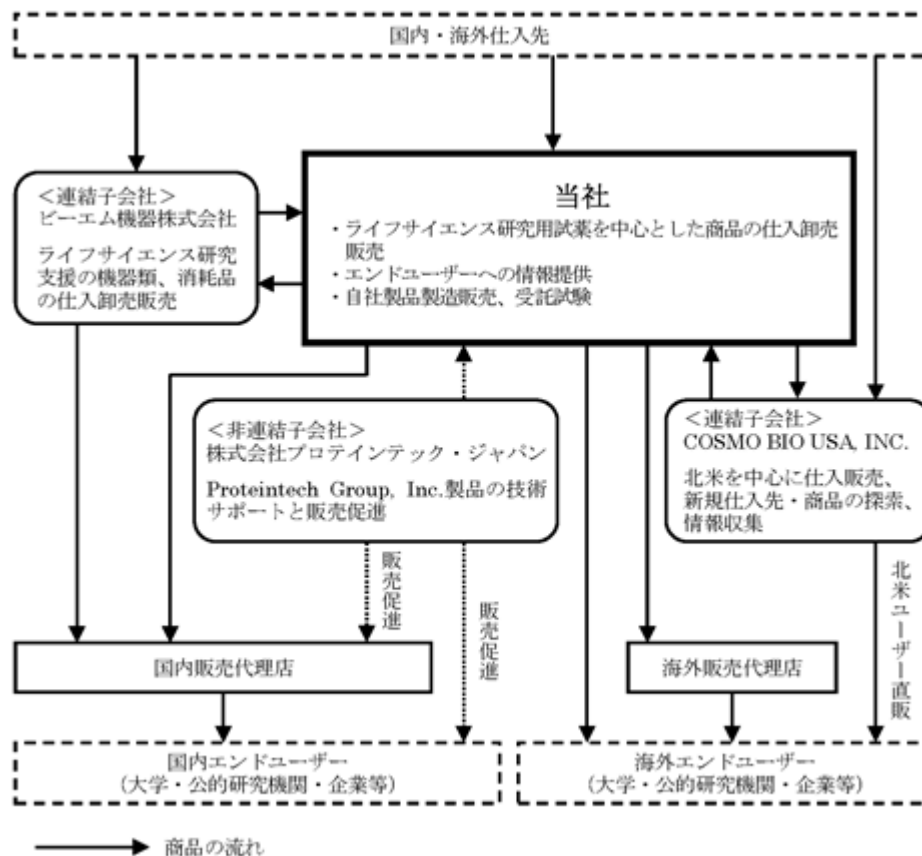 国内・海外仕入先
＜連結子会社＞
ビーエム機器株式会社
ライフサイエンス研究
支援の機器類、消耗品
の仕入卸売販売
当社
・ライフサイエンス研究用試薬を中心とした商品の仕入卸売
販売
・エンドユーザーへの情報提供
・自社製品製造販売、受託試験
＜非連結子会社＞
株式会社プロテインテック・ジャパン
Proteintech Group, Inc.製品の技術
サポートと販売促進
＜連結子会社＞
COSMO BIO USA, INC.
北米を中心に仕入販売、
新規仕入先・商品の探索、
情報収集
販売促進
販売促進
北米ユーザー直販
国内販売代理店
海外販売代理店
国内エンドユーザー
（大学・公的研究機関・企業等）
海外エンドユーザー
（大学・公的研究機関・企業等）
商品の流れ